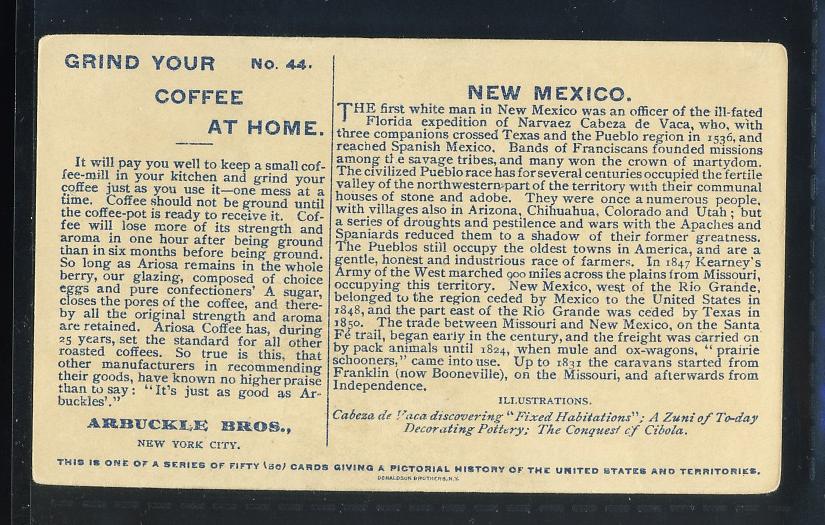 GRIND YOUR No. 44.
COFFEE
AT HOME.
It will pay you well to keep a small cof-
fee-mill in your kitchen and grind your
coffee just as you use it—one mess at a
time. Coffee should not be ground until
the coffee-pot is ready to receive it. Cof-
fee will lose more of its strength and
aroma in one hour after being ground
than in six months before being ground.
So long as Ariosa remains in the whole
berry, our glazing, composed of choice
eggs and pure confectioners' A sugar,
closes the pores of the coffee, and there-
by all the original strength and aroma
are retained. Ariosa Coffee has, during
25 years, set the standard for all other
roasted coffees. So true is this, that
other manufacturers in recommending
their goods, have known no higher praise
than to say: "It's just as good as Ar-
buckles'."
ARBUCKLE BROS.,
NEW YORK CITY.
NEW MEXICO.
THE first white man in New Mexico was an officer of the ill-fated
Florida expedition of Narvaez Cabeza de Vaca, who, with
three companions crossed Texas and the Pueblo region in 1536, and
reached Spanish Mexico. Bands of Franciscans founded missions
among the savage tribes, and many won the crown of martydom.
The civilized Pueblo race has for several centuries occupied the fertile
valley of the northwestern part of the territory with their communal
houses of stone and adobe. They were once a numerous people,
with villages also in Arizona, Chihuahua, Colorado and Utah; but
a series of droughts and pestilence and wars with the Apaches and
Spaniards reduced them to a shadow of their former greatness.
The Pueblos still occupy the oldest towns in America, and are a
gentle, honest and industrious race of farmers. In 1847 Kearney's
Army of the West marched 900 miles across the plains from Missouri,
occupying this territory. New Mexico, west of the Rio Grande,
belonged to the region ceded by Mexico to the United States in
1848, and the part east of the Rio Grande was ceded by Texas in
1850. The trade between Missouri and New Mexico, on the Santa
Fé trail, began early in the century, and the freight was carried on
by pack animals until 1824, when mule and ox-wagons, "prairie
schooners," came into use. Up to 1831 the caravans started from
Franklin (now Booneville), on the Missouri, and afterwards from
Independence.
ILLUSTRATIONS.
Cabeza de Vaca discovering "Fixed Habitations"; A Zuni of To-day
Decorating Pottery; The Conquest of Cibola.
THIS IS ONE OF A SERIES OF FIFTY (50) CARDS GIVING A PICTORIAL HISTORY OF THE UNITED STATES AND TERRITORIES.
DONALDSON BROTHERS, N.Y.